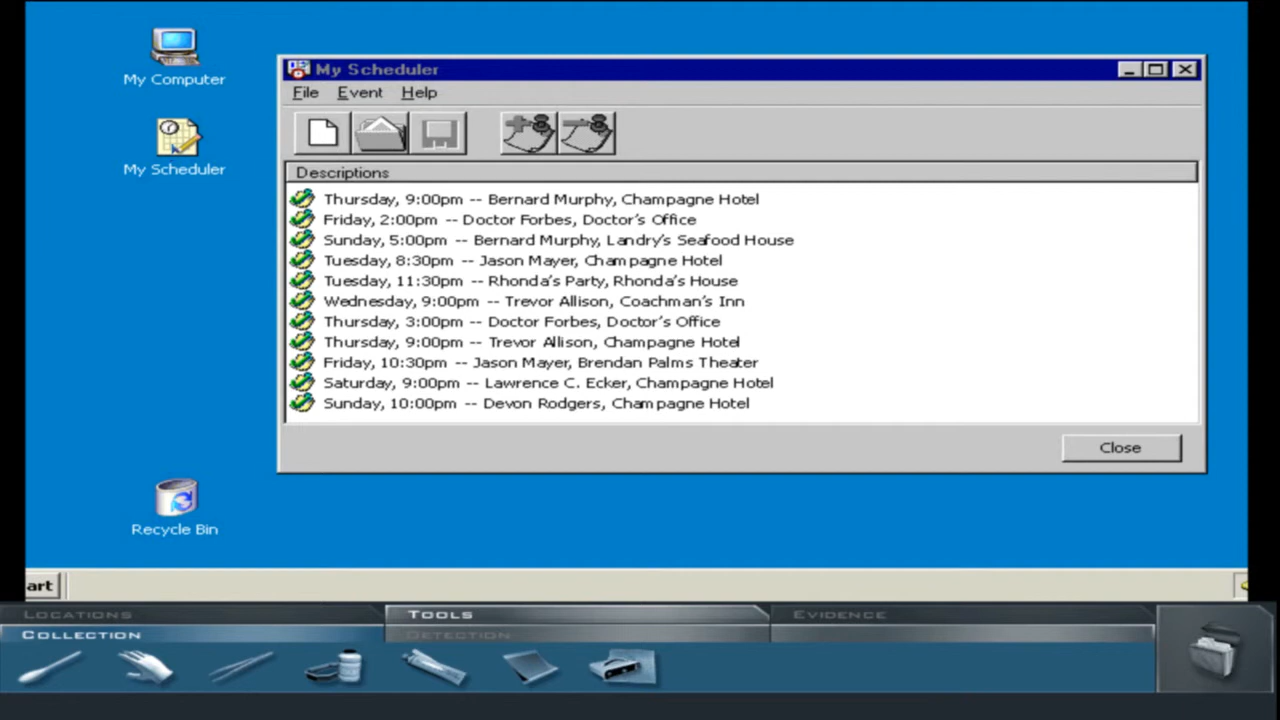 My Computer
My Scheduler
Recycle Bin
My Scheduler
File Event Help
Descriptions
Thursday, 9:00pm -- Bernard Murphy, Champagne Hotel
Friday, 2:00pm -- Doctor Forbes, Doctor's Office
Sunday, 5:00pm -- Bernard Murphy, Landry's Seafood House
Tuesday, 8:30pm -- Jason Mayer, Champagne Hotel
Tuesday, 11:30pm -- Rhonda's Party, Rhonda's House
Wednesday, 9:00pm -- Trevor Allison, Coachman's Inn
Thursday, 3:00pm -- Doctor Forbes, Doctor's Office
Thursday, 9:00pm -- Trevor Allison, Champagne Hotel
Friday, 10:30pm -- Jason Mayer, Brendan Palms Theater
Saturday, 9:00pm -- Lawrence C. Ecker, Champagne Hotel
Sunday, 10:00pm -- Devon Rodgers, Champagne Hotel
Close
art
LOCATIONS TOOLS EVIDENCE
COLLECTION DETECTION